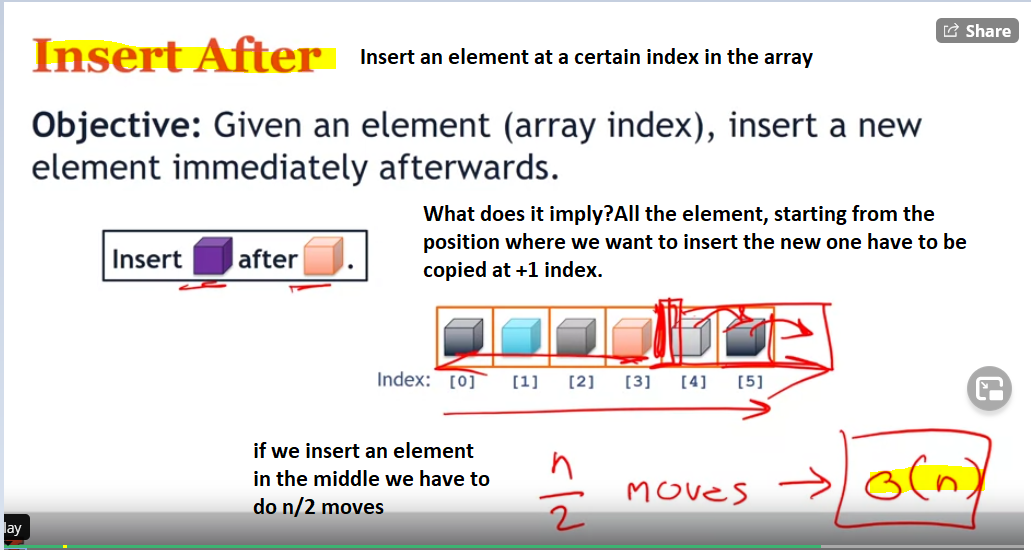 Share
Insert After
Insert an element at a certain index in the array
Objective: Given an element (array index), insert a new
element immediately afterwards.
What does it imply?All the element, starting from the
position where we want to insert the new one have to be
copied at +1 index.
Insert after .
Index: [0] [1] [2] [3] [4] [5]
if we insert an element
in the middle we have to
do n/2 moves
n
2
moves → O(n)
lay